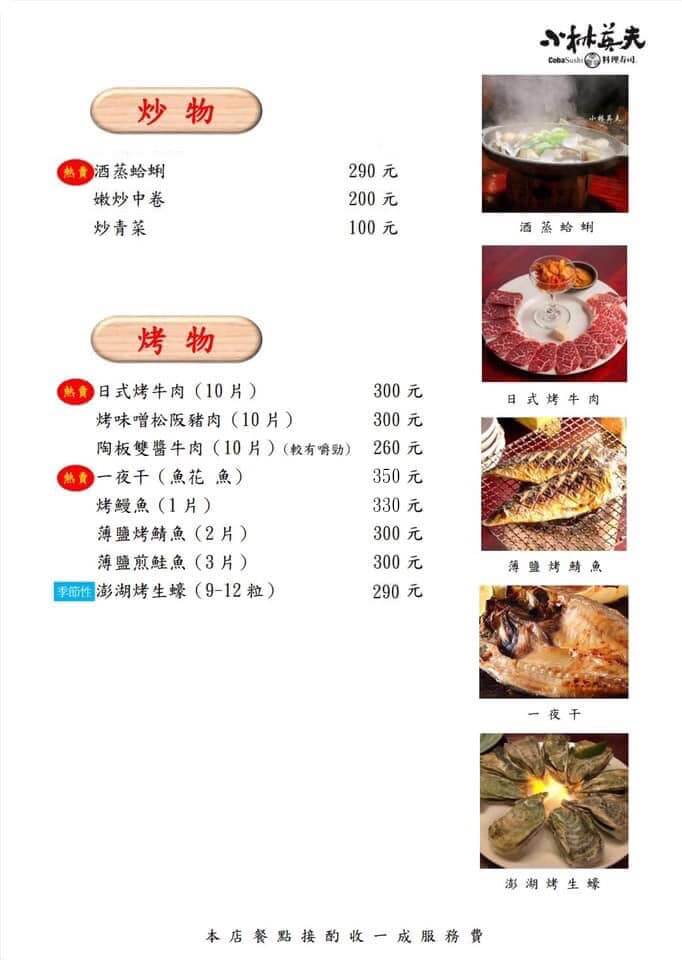 小林英夫
CobaSushi 料理寿司
炒物
熱賣 酒蒸蛤蜊 290 元
嫩炒中卷 200 元
炒青菜 100 元
烤物
熱賣 日式烤牛肉（10 片） 300 元
烤味噌松阪豬肉（10 片） 300 元
陶板雙醬牛肉（10 片）（較有嚼勁） 260 元
熱賣 一夜干（魚花 魚） 350 元
烤鰻魚（1 片） 330 元
薄鹽烤鯖魚（2 片） 300 元
薄鹽煎鮭魚（3 片） 300 元
季節性 澎湖烤生蠔（9-12 粒） 290 元
小林英夫
酒蒸蛤蜊
日式烤牛肉
薄鹽烤鯖魚
一夜干
澎湖烤生蠔
本店餐點接酌收一成服務費